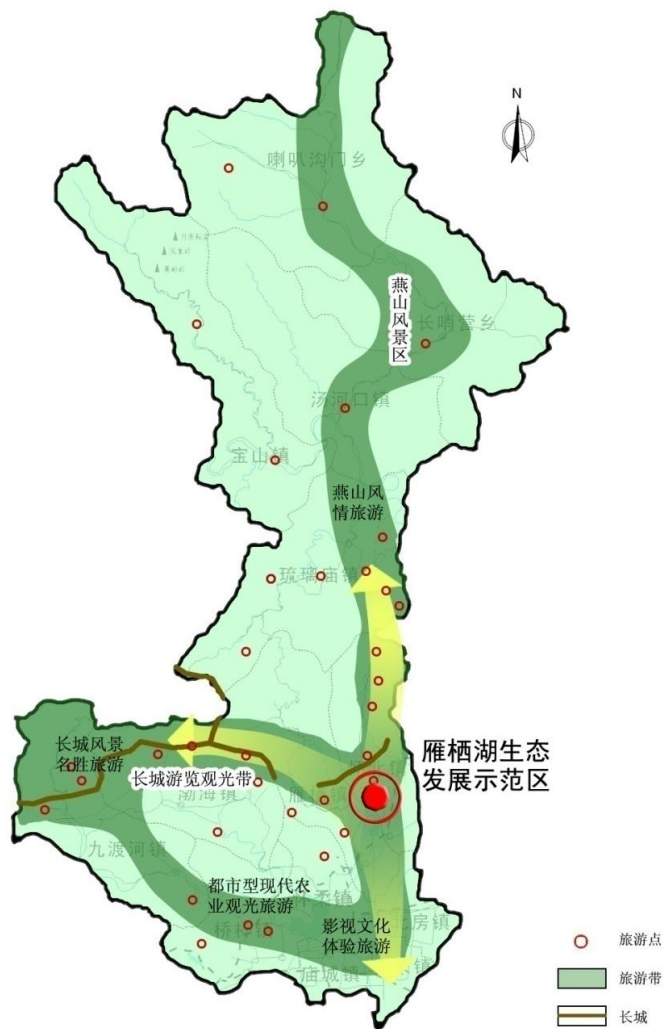 N
喇叭沟门乡
燕山风景区
长哨营乡
汤河口镇
宝山镇
燕山风
情旅游
琉璃庙镇
长城风景
名胜旅游
长城游览观光带
渤海镇
雁栖湖生态
发展示范区
九渡河镇
都市型现代农
业观光旅游
影视文化
体验旅游
庙城镇
旅游点
旅游带
长城